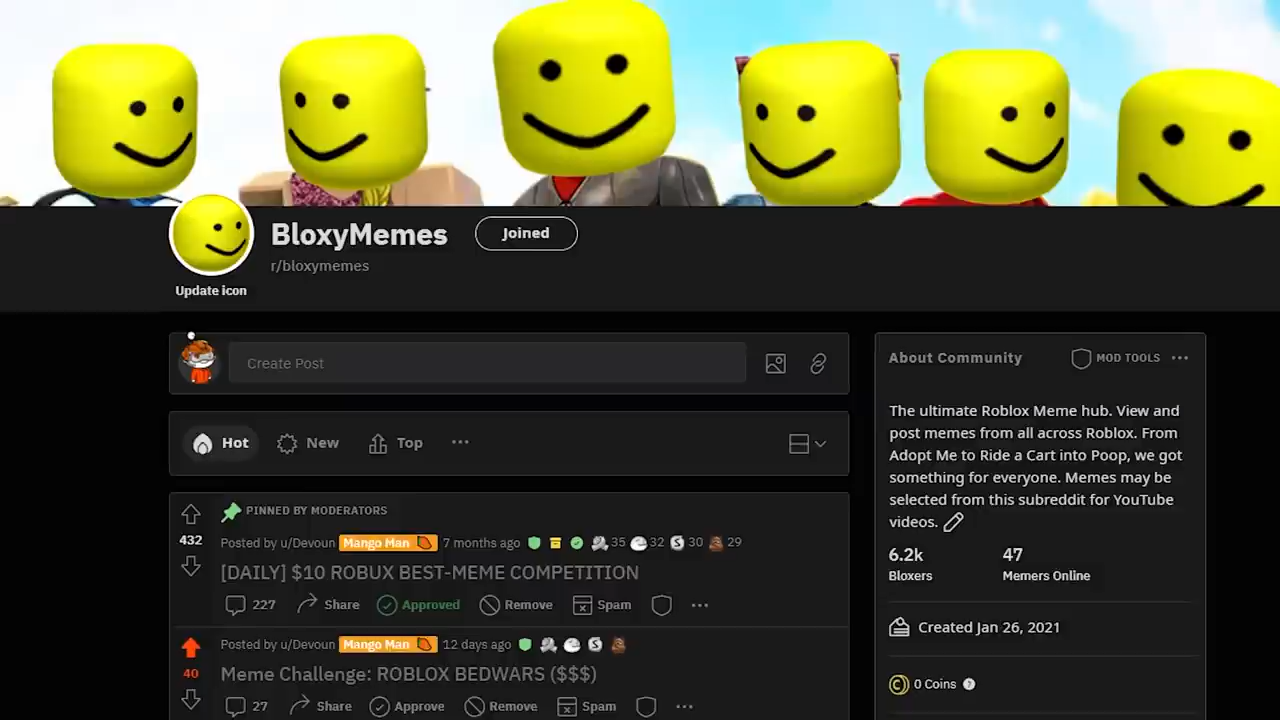 BloxyMemes
Joined
r/bloxymemes
Update icon
Create Post
Hot
New
Top
PINNED BY MODERATORS
432
Posted by u/Devoun Mango Man 7 months ago 35 32 S 30 29
[DAILY] $10 ROBUX BEST-MEME COMPETITION
227 Share Approved Remove Spam
Posted by u/Devoun Mango Man 12 days ago S
40
Meme Challenge: ROBLOX BEDWARS ($$$)
27 Share Approve Remove Spam
About Community
MOD TOOLS
The ultimate Roblox Meme hub. View and
post memes from all across Roblox. From
Adopt Me to Ride a Cart into Poop, we got
something for everyone. Memes may be
selected from this subreddit for YouTube
videos.
6.2k 47
Bloxers Memers Online
Created Jan 26, 2021
C 0 Coins ?